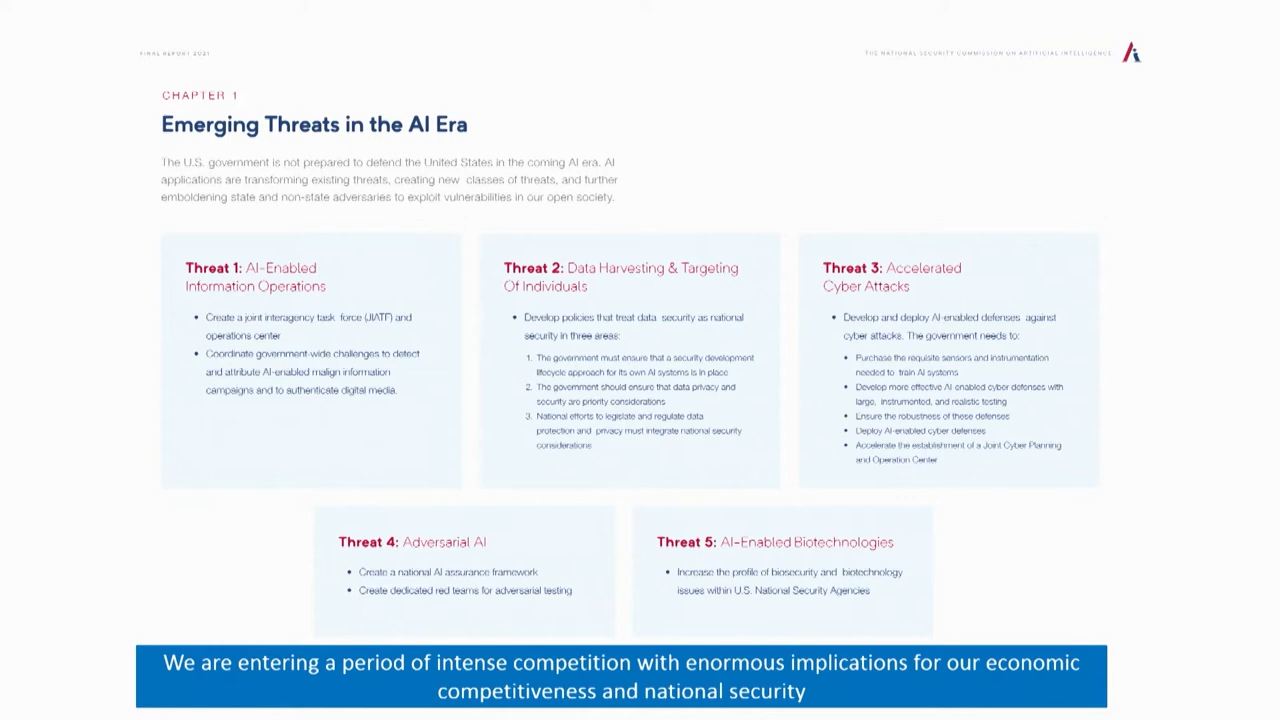 FINAL REPORT 2021
THE NATIONAL SECURITY COMMISSION ON ARTIFICIAL INTELLIGENCE
CHAPTER 1
Emerging Threats in the AI Era
The U.S. government is not prepared to defend the United States in the coming AI era. AI
applications are transforming existing threats, creating new classes of threats, and further
emboldening state and non-state adversaries to exploit vulnerabilities in our open society.
Threat 1: AI-Enabled
Information Operations
• Create a joint interagency task force (JIATF) and
operations center
• Coordinate government-wide challenges to detect
and attribute AI-enabled malign information
campaigns and to authenticate digital media.
Threat 2: Data Harvesting & Targeting
Of Individuals
• Develop policies that treat data security as national
security in three areas:
1. The government must ensure that a security development
lifecycle approach for its own AI systems is in place
2. The government should ensure that data privacy and
security are priority considerations
3. National efforts to legislate and regulate data
protection and privacy must integrate national security
considerations
Threat 3: Accelerated
Cyber Attacks
• Develop and deploy AI-enabled defenses against
cyber attacks. The government needs to:
• Purchase the requisite sensors and instrumentation
needed to train AI systems
• Develop more effective AI enabled cyber defenses with
large, instrumented, and realistic testing
• Ensure the robustness of these defenses
• Deploy AI-enabled cyber defenses
• Accelerate the establishment of a Joint Cyber Planning
and Operation Center
Threat 4: Adversarial AI
• Create a national AI assurance framework
• Create dedicated red teams for adversarial testing
Threat 5: AI-Enabled Biotechnologies
• Increase the profile of biosecurity and biotechnology
issues within U.S. National Security Agencies
We are entering a period of intense competition with enormous implications for our economic
competitiveness and national security